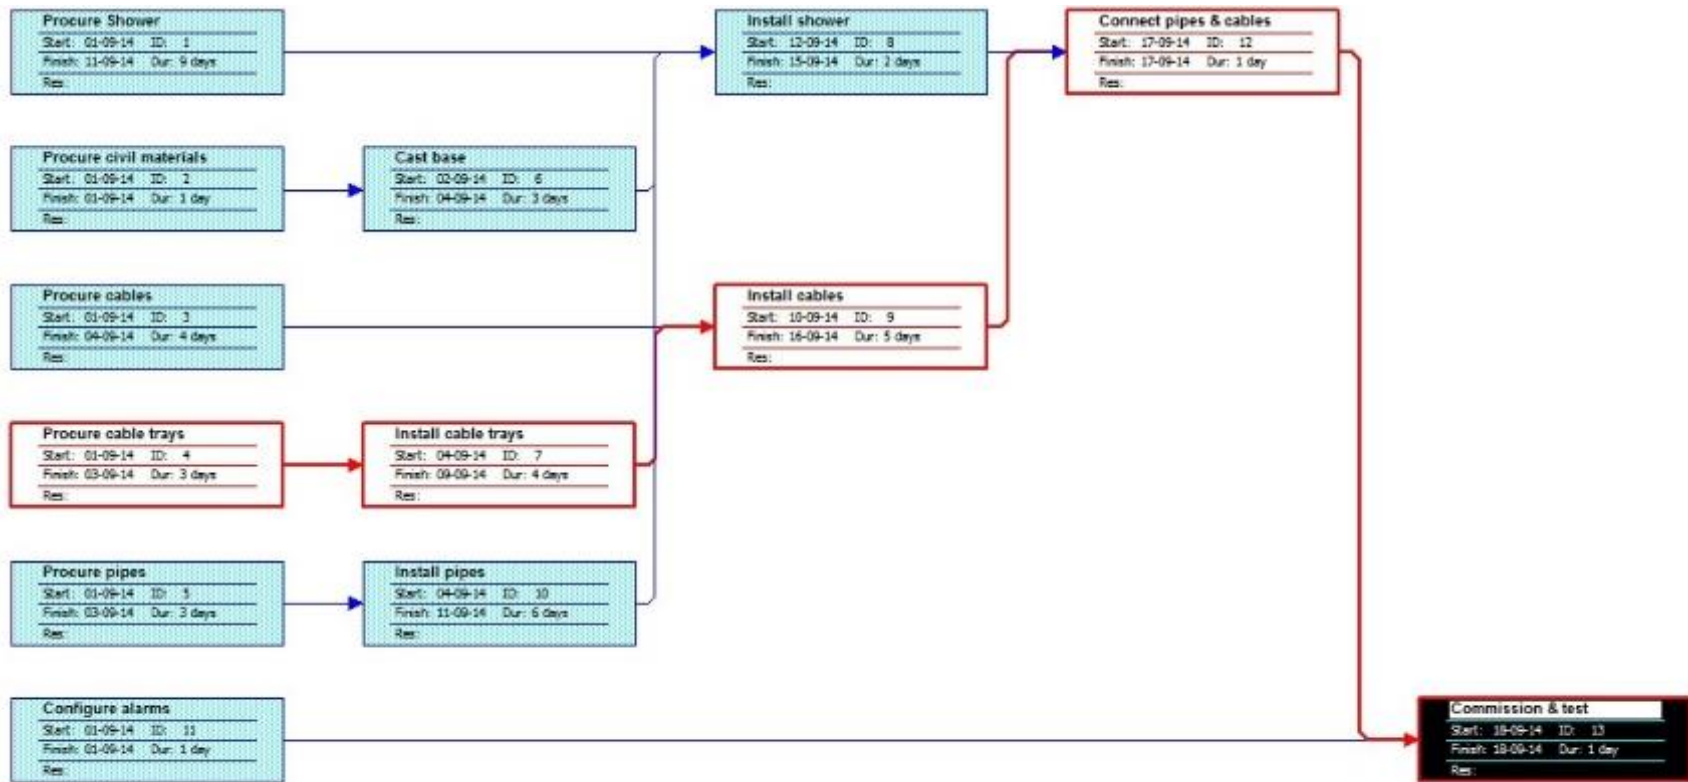 Procure Shower
Start: 01-09-14 ID: 1
Finish: 11-09-14 Dur: 9 days
Res:
Install shower
Start: 12-09-14 ID: 8
Finish: 15-09-14 Dur: 2 days
Res:
Connect pipes & cables
Start: 17-09-14 ID: 12
Finish: 17-09-14 Dur: 1 day
Res:
Procure civil materials
Start: 01-09-14 ID: 2
Finish: 01-09-14 Dur: 1 day
Res:
Cast base
Start: 02-09-14 ID: 6
Finish: 04-09-14 Dur: 3 days
Res:
Procure cables
Start: 01-09-14 ID: 3
Finish: 04-09-14 Dur: 4 days
Res:
Install cables
Start: 10-09-14 ID: 9
Finish: 16-09-14 Dur: 5 days
Res:
Procure cable trays
Start: 01-09-14 ID: 4
Finish: 03-09-14 Dur: 3 days
Res:
Install cable trays
Start: 04-09-14 ID: 7
Finish: 09-09-14 Dur: 4 days
Res:
Procure pipes
Start: 01-09-14 ID: 5
Finish: 03-09-14 Dur: 3 days
Res:
Install pipes
Start: 04-09-14 ID: 10
Finish: 11-09-14 Dur: 6 days
Res:
Configure alarms
Start: 01-09-14 ID: 11
Finish: 01-09-14 Dur: 1 day
Res:
Commission & test
Start: 18-09-14 ID: 13
Finish: 18-09-14 Dur: 1 day
Res: